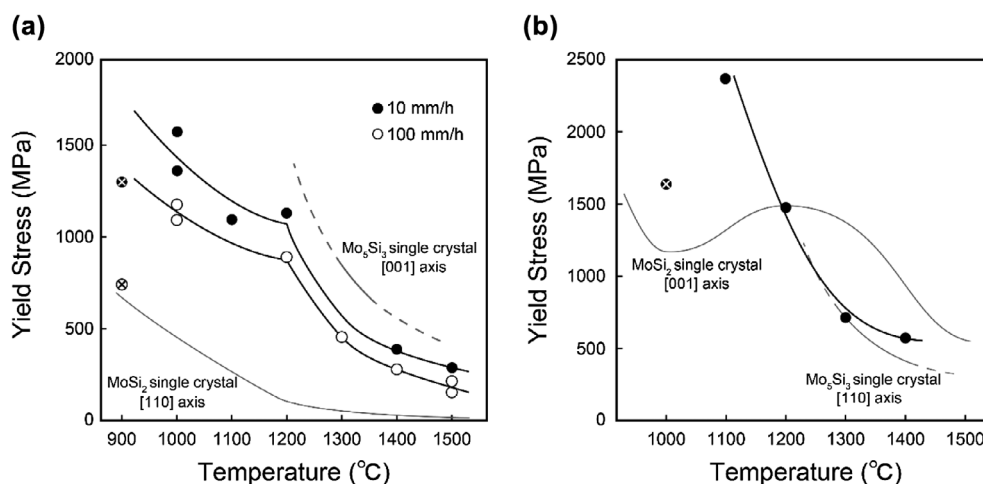 (a)
2000
1500
1000
500
0
Yield Stress (MPa)
10 mm/h
100 mm/h
Mo₅Si₃ single crystal
[001] axis
MoSi₂ single crystal
[110] axis
900 1000 1100 1200 1300 1400 1500
Temperature (°C)
(b)
2500
2000
1500
1000
500
0
Yield Stress (MPa)
MoSi₂ single crystal
[001] axis
Mo₅Si₃ single crystal
[110] axis
1000 1100 1200 1300 1400 1500
Temperature (°C)